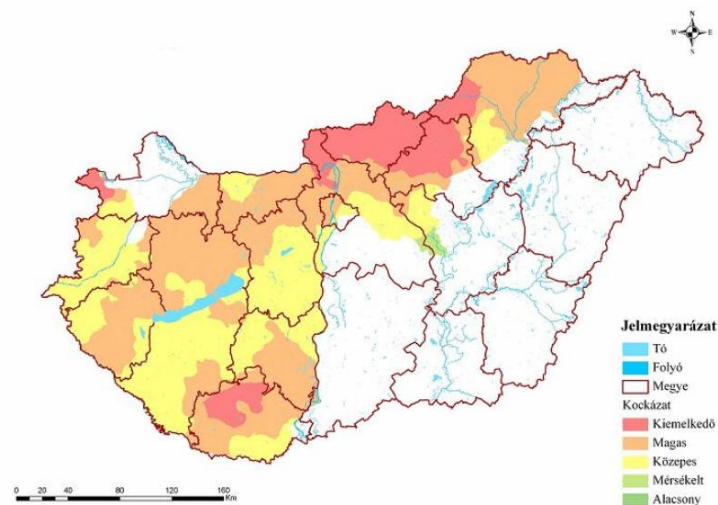 N
W E
N
Jelmegyarázat
Tó
Folyó
Megye
Kockázat
Kiemelkedő
Magas
Közepes
Mérsékelt
Alacsony
0 20 40 80 120 160
Km